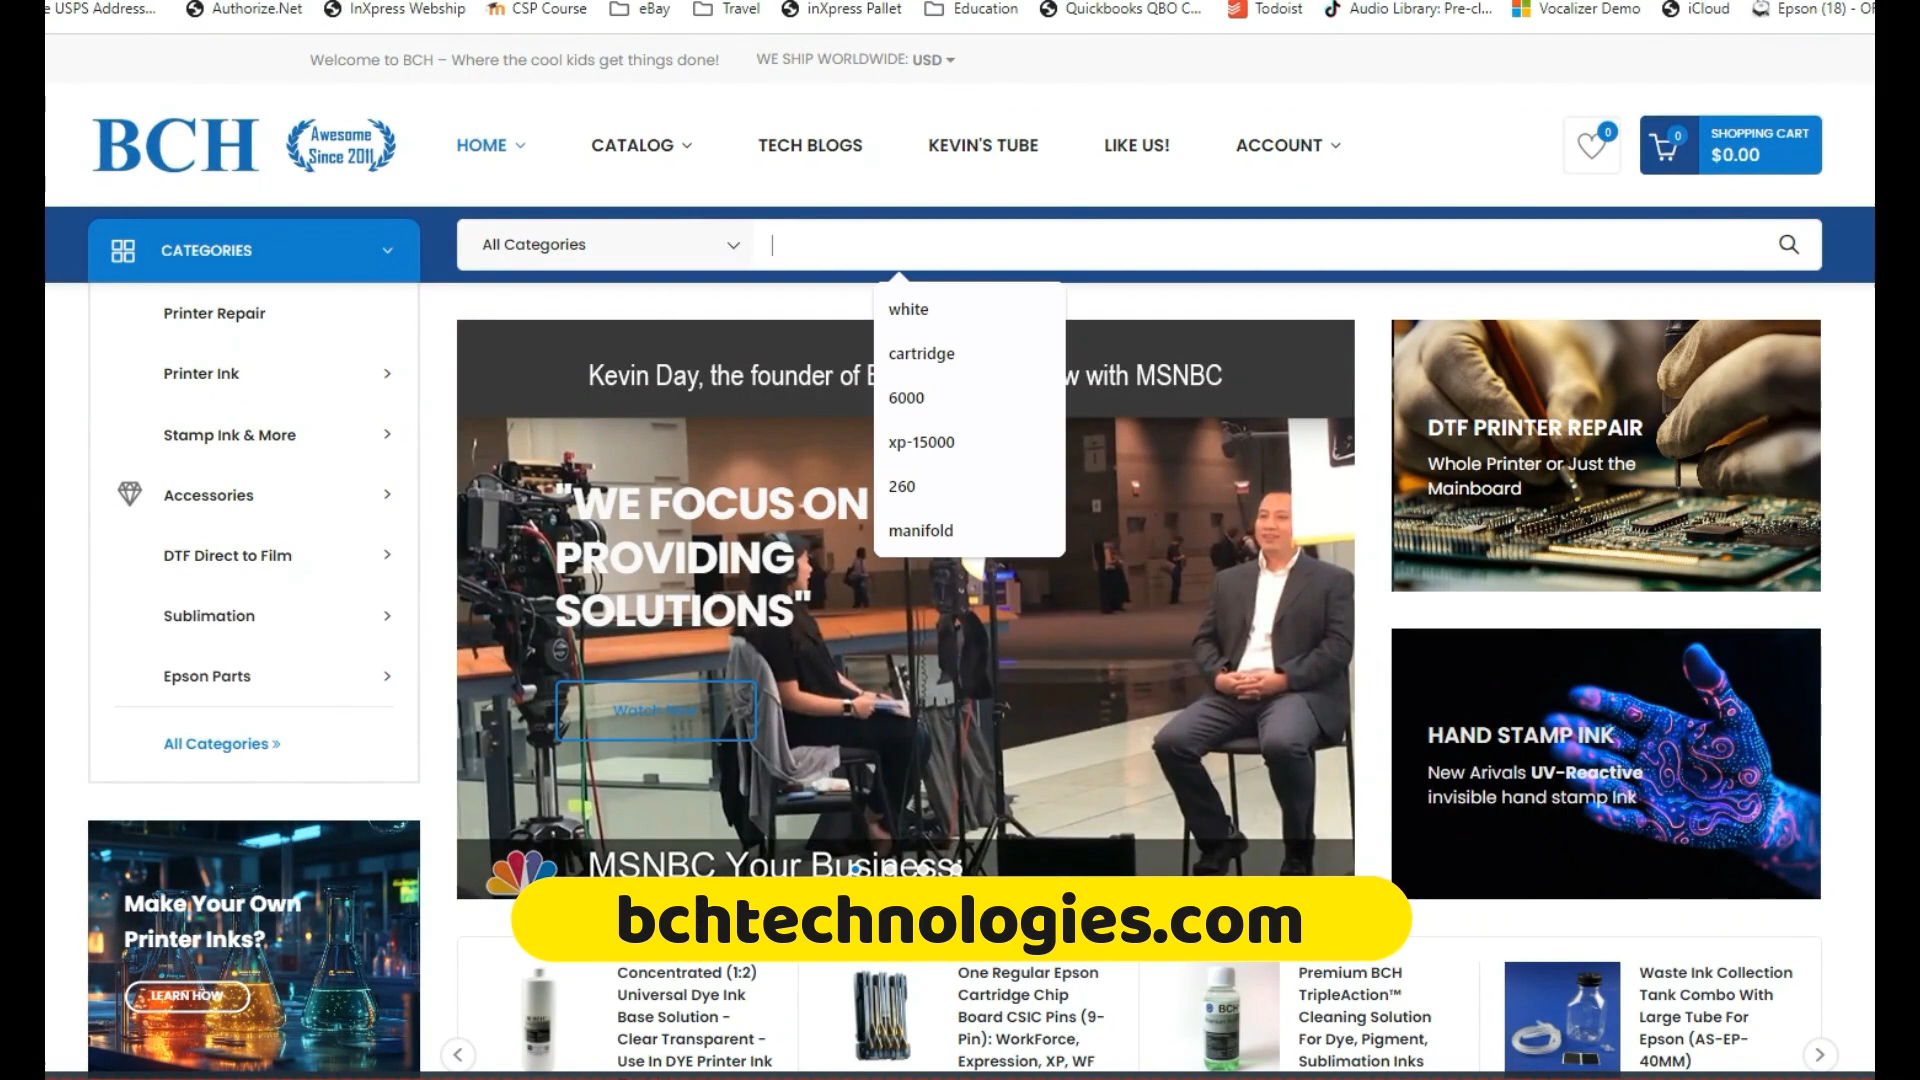 e USPS Address...
Authorize.Net
InXpress Webship
CSP Course
eBay
Travel
inXpress Pallet
Education
Quickbooks QBO C...
Todoist
Audio Library: Pre-cl...
Vocalizer Demo
iCloud
Epson (18) - OF
Welcome to BCH – Where the cool kids get things done!
WE SHIP WORLDWIDE: USD
BCH
Awesome
Since 2011
HOME
CATALOG
TECH BLOGS
KEVIN'S TUBE
LIKE US!
ACCOUNT
0
0
SHOPPING CART
$0.00
CATEGORIES
All Categories
Printer Repair
Printer Ink
Stamp Ink & More
Accessories
DTF Direct to Film
Sublimation
Epson Parts
All Categories »
white
cartridge
6000
xp-15000
260
manifold
Kevin Day, the founder of
w with MSNBC
"WE FOCUS ON
PROVIDING
SOLUTIONS"
Watch Now
MSNBC Your Business:
DTF PRINTER REPAIR
Whole Printer or Just the
Mainboard
HAND STAMP INK
New Arivals UV-Reactive
invisible hand stamp Ink
Make Your Own
Printer Inks?
LEARN HOW
bchtechnologies.com
Concentrated (1:2)
Universal Dye Ink
Base Solution -
Clear Transparent -
Use In DYE Printer Ink
One Regular Epson
Cartridge Chip
Board CSIC Pins (9-
Pin): WorkForce,
Expression, XP, WF
BCH
Premium BCH
TripleAction™
Cleaning Solution
For Dye, Pigment,
Sublimation Inks
Waste Ink Collection
Tank Combo With
Large Tube For
Epson (AS-EP-
40MM)